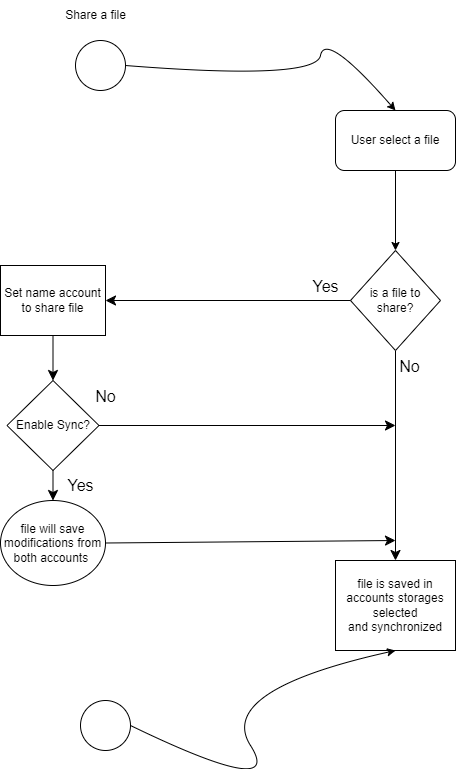 Share a file
User select a file
is a file to
share?
Yes
Set name account
to share file
No
No
Enable Sync?
Yes
file will save
modifications from
both accounts
file is saved in
accounts storages
selected
and synchronized